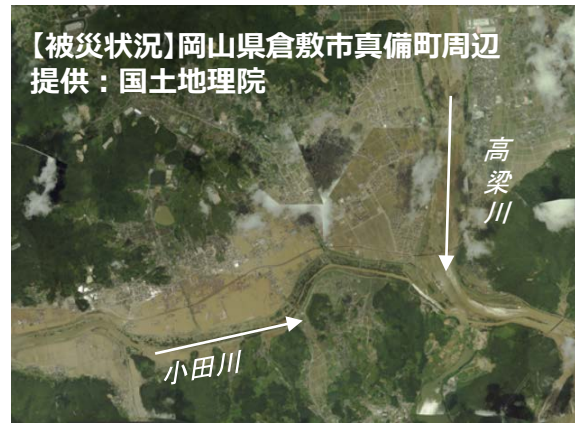 【被災状況】岡山県倉敷市真備町周辺
提供：国土地理院
高梁川
小田川